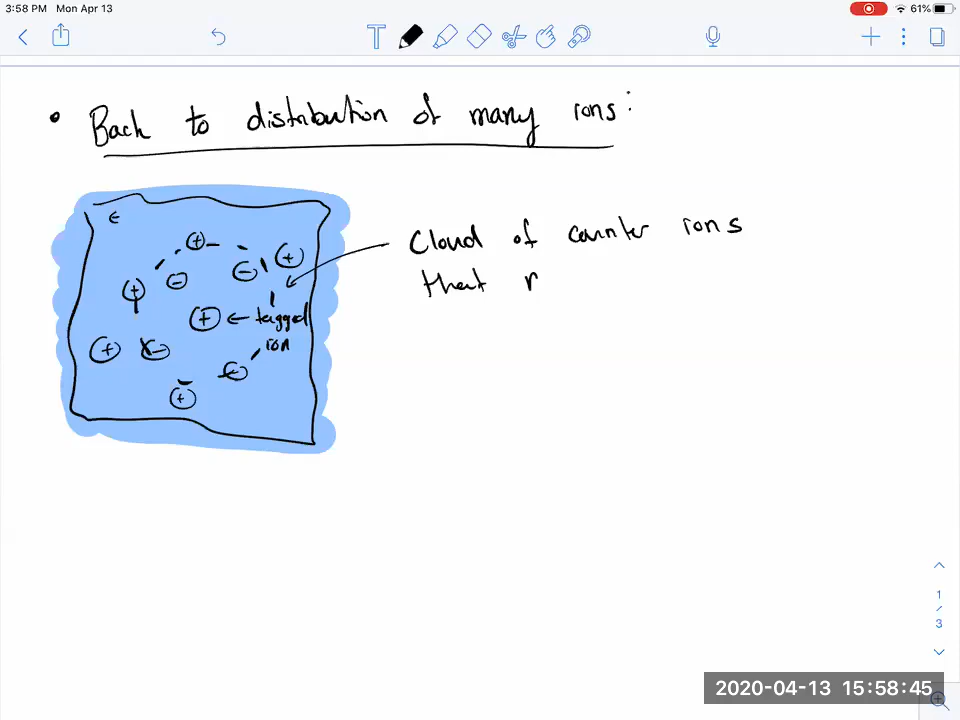 3:58 PM Mon Apr 13
61%
T
• Back to distribution of many ions:
Cloud of counter ions
that r
← tagged
ion
1
/
3
2020-04-13 15:58:45